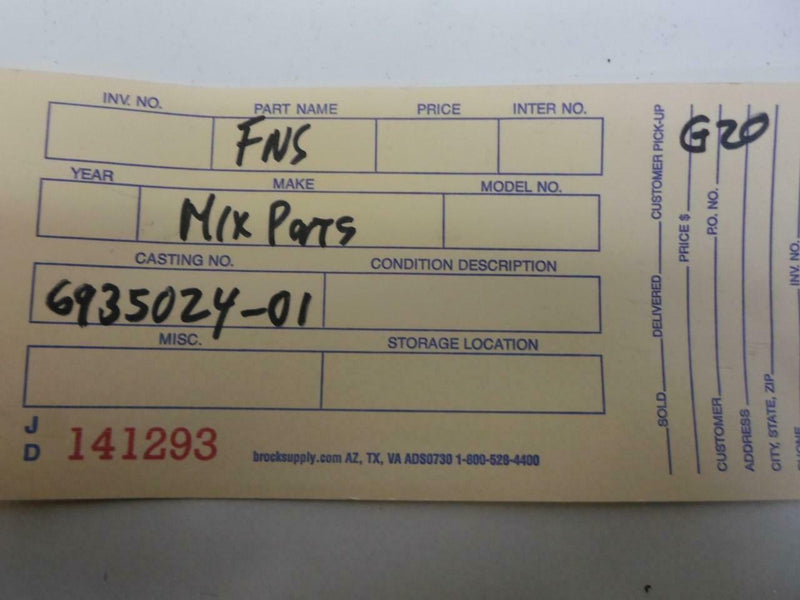 INV. NO. PART NAME PRICE INTER NO.
FNS
YEAR MAKE MODEL NO.
Mix Parts
CASTING NO. CONDITION DESCRIPTION
6935024-01
MISC. STORAGE LOCATION
J
D
141293
brocksupply.com AZ, TX, VA ADS0730 1-800-528-4400
SOLD DELIVERED CUSTOMER PICK-UP
PRICE $
G20
CUSTOMER P.O. NO.
ADDRESS
CITY, STATE, ZIP
PHONE INV. NO.